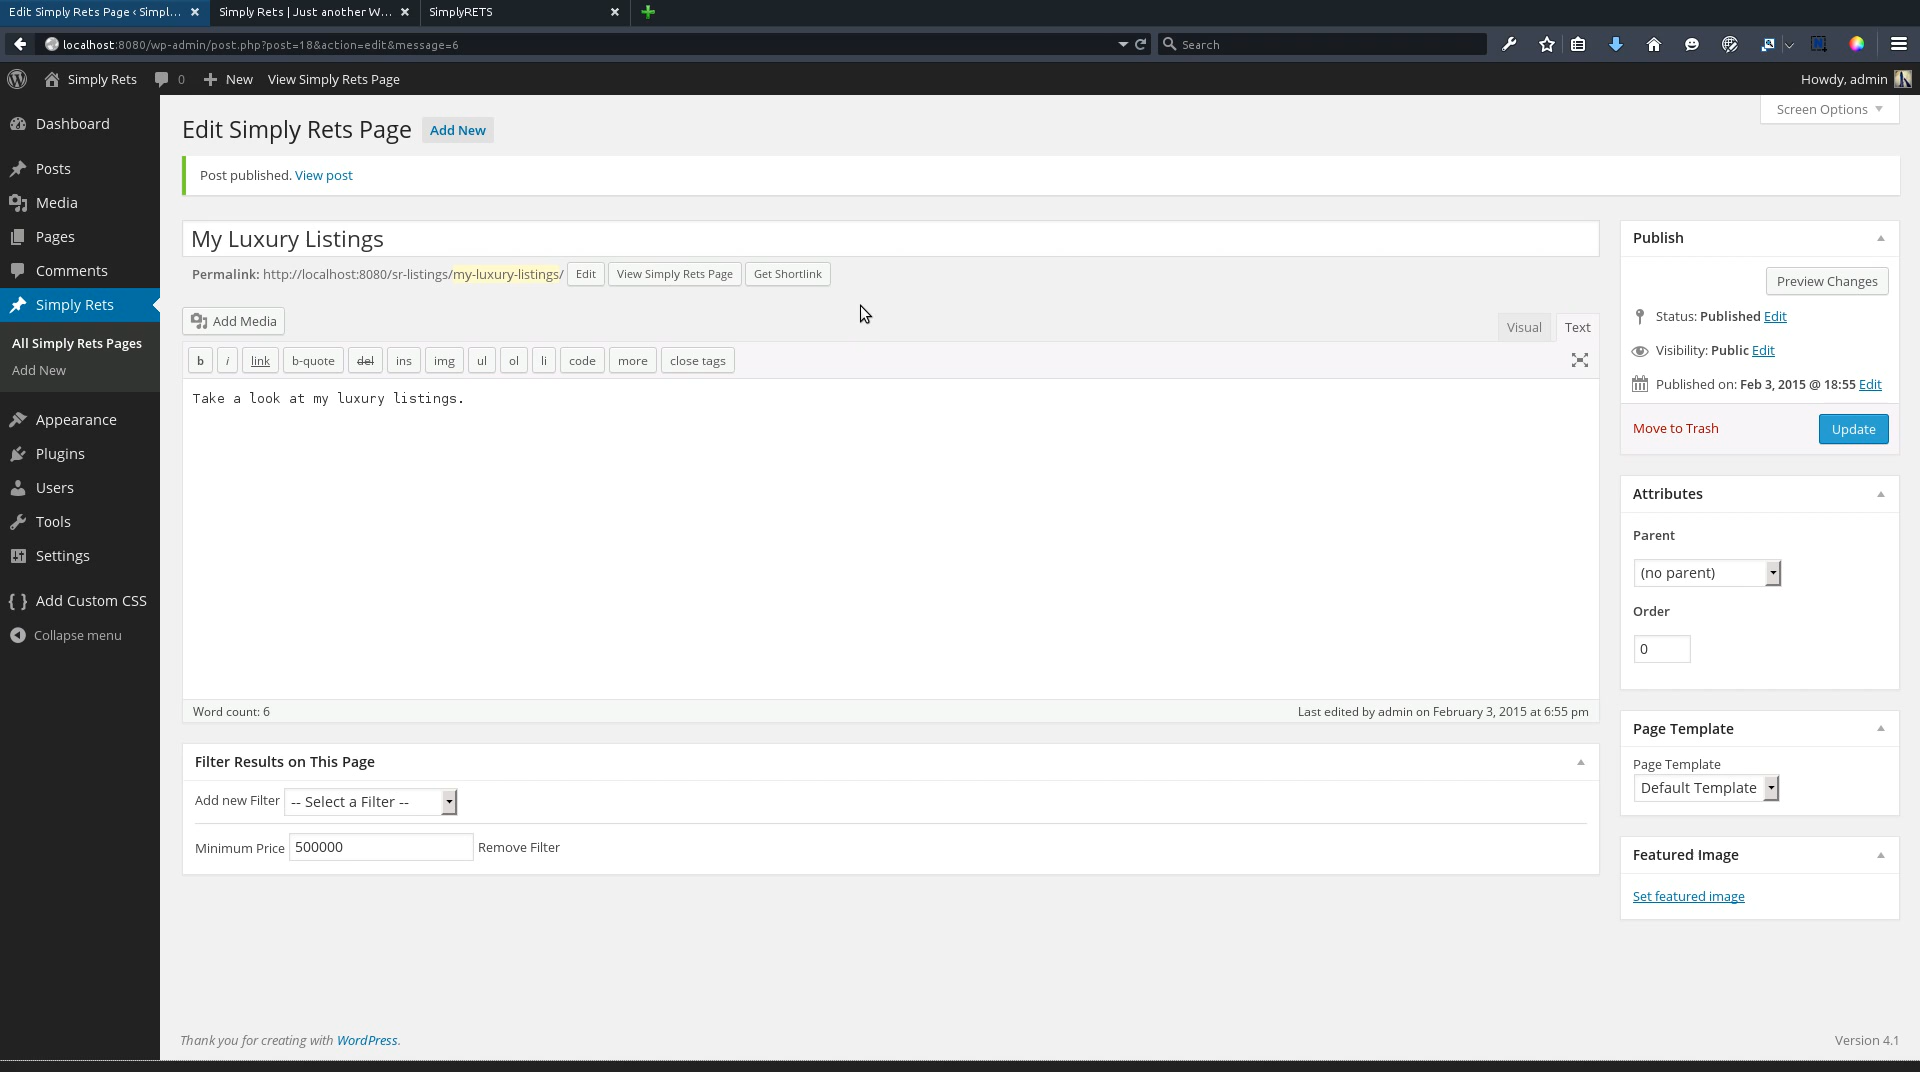 Edit Simply Rets Page ‹ Simpl...
Simply Rets | Just another W...
SimplyRETS
localhost:8080/wp-admin/post.php?post=18&action=edit&message=6
Search
Simply Rets
0
New
View Simply Rets Page
Howdy, admin
Screen Options
Dashboard
Posts
Media
Pages
Comments
Simply Rets
All Simply Rets Pages
Add New
Appearance
Plugins
Users
Tools
Settings
Add Custom CSS
Collapse menu
Edit Simply Rets Page
Add New
Post published. View post
My Luxury Listings
Permalink: http://localhost:8080/sr-listings/my-luxury-listings/
Edit
View Simply Rets Page
Get Shortlink
Add Media
Visual
Text
b
i
link
b-quote
del
ins
img
ul
ol
li
code
more
close tags
Take a look at my luxury listings.
Word count: 6
Last edited by admin on February 3, 2015 at 6:55 pm
Filter Results on This Page
Add new Filter
-- Select a Filter --
Minimum Price
500000
Remove Filter
Publish
Preview Changes
Status: Published Edit
Visibility: Public Edit
Published on: Feb 3, 2015 @ 18:55 Edit
Move to Trash
Update
Attributes
Parent
(no parent)
Order
0
Page Template
Page Template
Default Template
Featured Image
Set featured image
Thank you for creating with WordPress.
Version 4.1